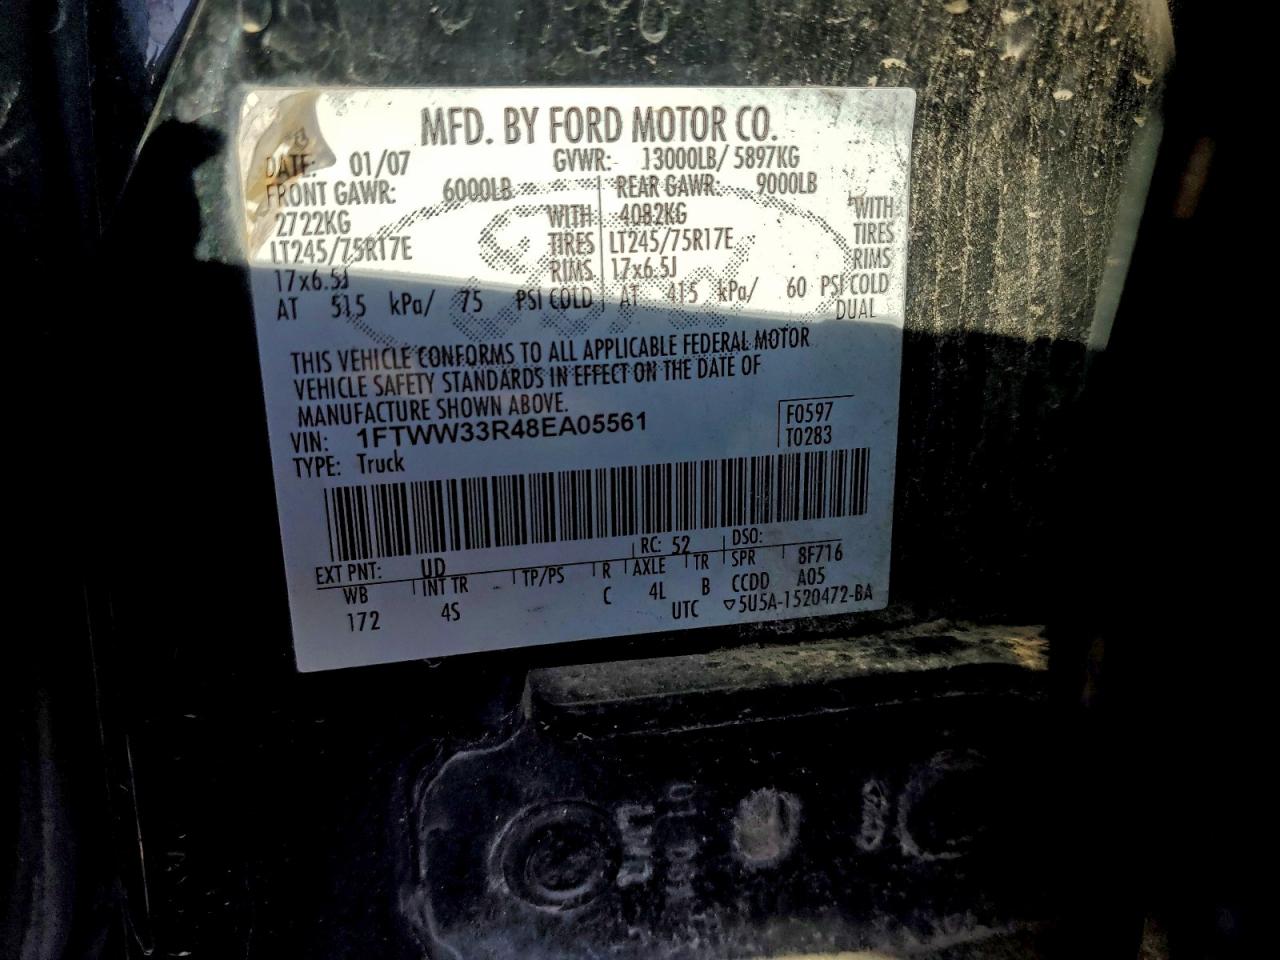 MFD. BY FORD MOTOR CO.
DATE: 01/07 GVWR: 13000LB/ 5897KG
FRONT GAWR: 6000LB REAR GAWR: 9000LB
2722KG WITH 4082KG WITH
LT245/75R17E TIRES LT245/75R17E TIRES
17x6.5J RIMS 17x6.5J RIMS
AT 515 kPa/ 75 PSI COLD AT 415 kPa/ 60 PSI COLD
DUAL
THIS VEHICLE CONFORMS TO ALL APPLICABLE FEDERAL MOTOR
VEHICLE SAFETY STANDARDS IN EFFECT ON THE DATE OF
MANUFACTURE SHOWN ABOVE.
VIN: 1FTWW33R48EA05561 F0597
TYPE: Truck T0283
EXT PNT: UD RC: 52 DSO:
WB INT TR TP/PS R AXLE TR SPR 8F716
172 4S C 4L B CCDD A05
UTC ▽5U5A-1520472-BA